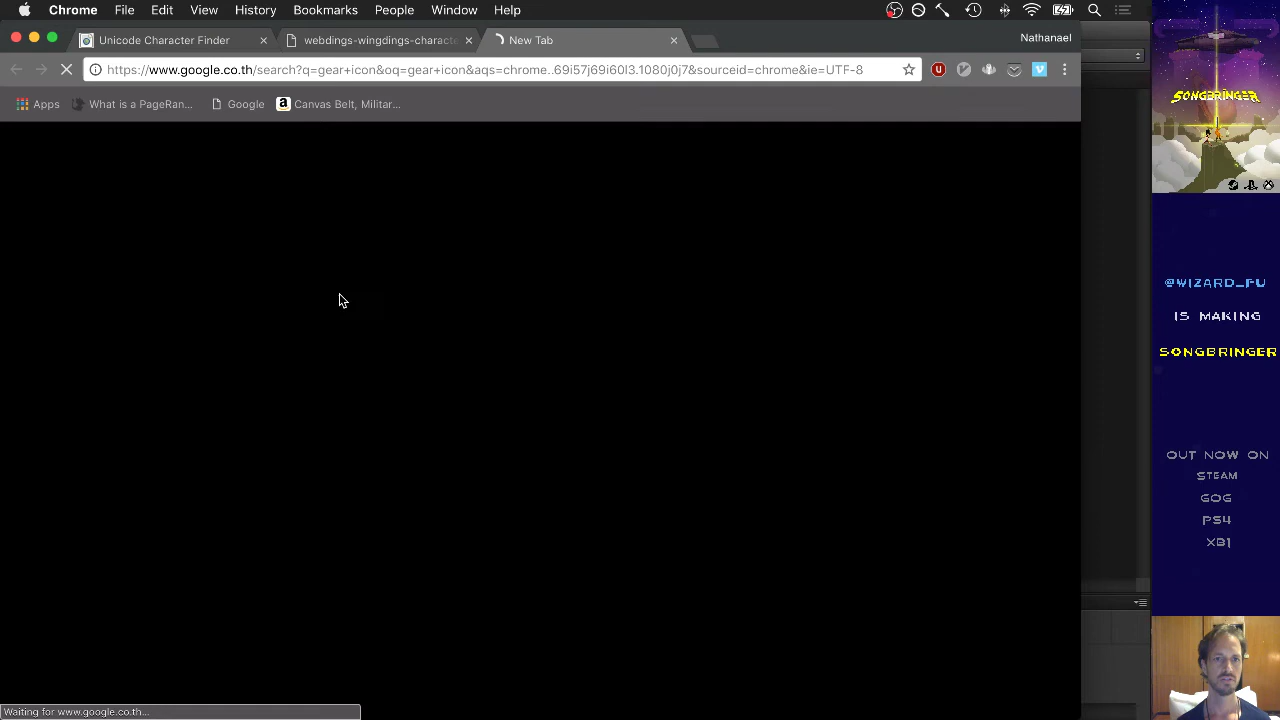 Chrome File Edit View History Bookmarks People Window Help
Unicode Character Finder
webdings-wingdings-charact
New Tab
Nathanael
https://www.google.co.th/search?q=gear+icon&oq=gear+icon&aqs=chrome..69i57j69i60l3.1080j0j7&sourceid=chrome&ie=UTF-8
Apps
What is a PageRan...
Google
Canvas Belt, Militar...
SONGBRINGER
@WIZARD_FU
IS MAKING
SONGBRINGER
OUT NOW ON
STEAM
GOG
PS4
XB1
Waiting for www.google.co.th...